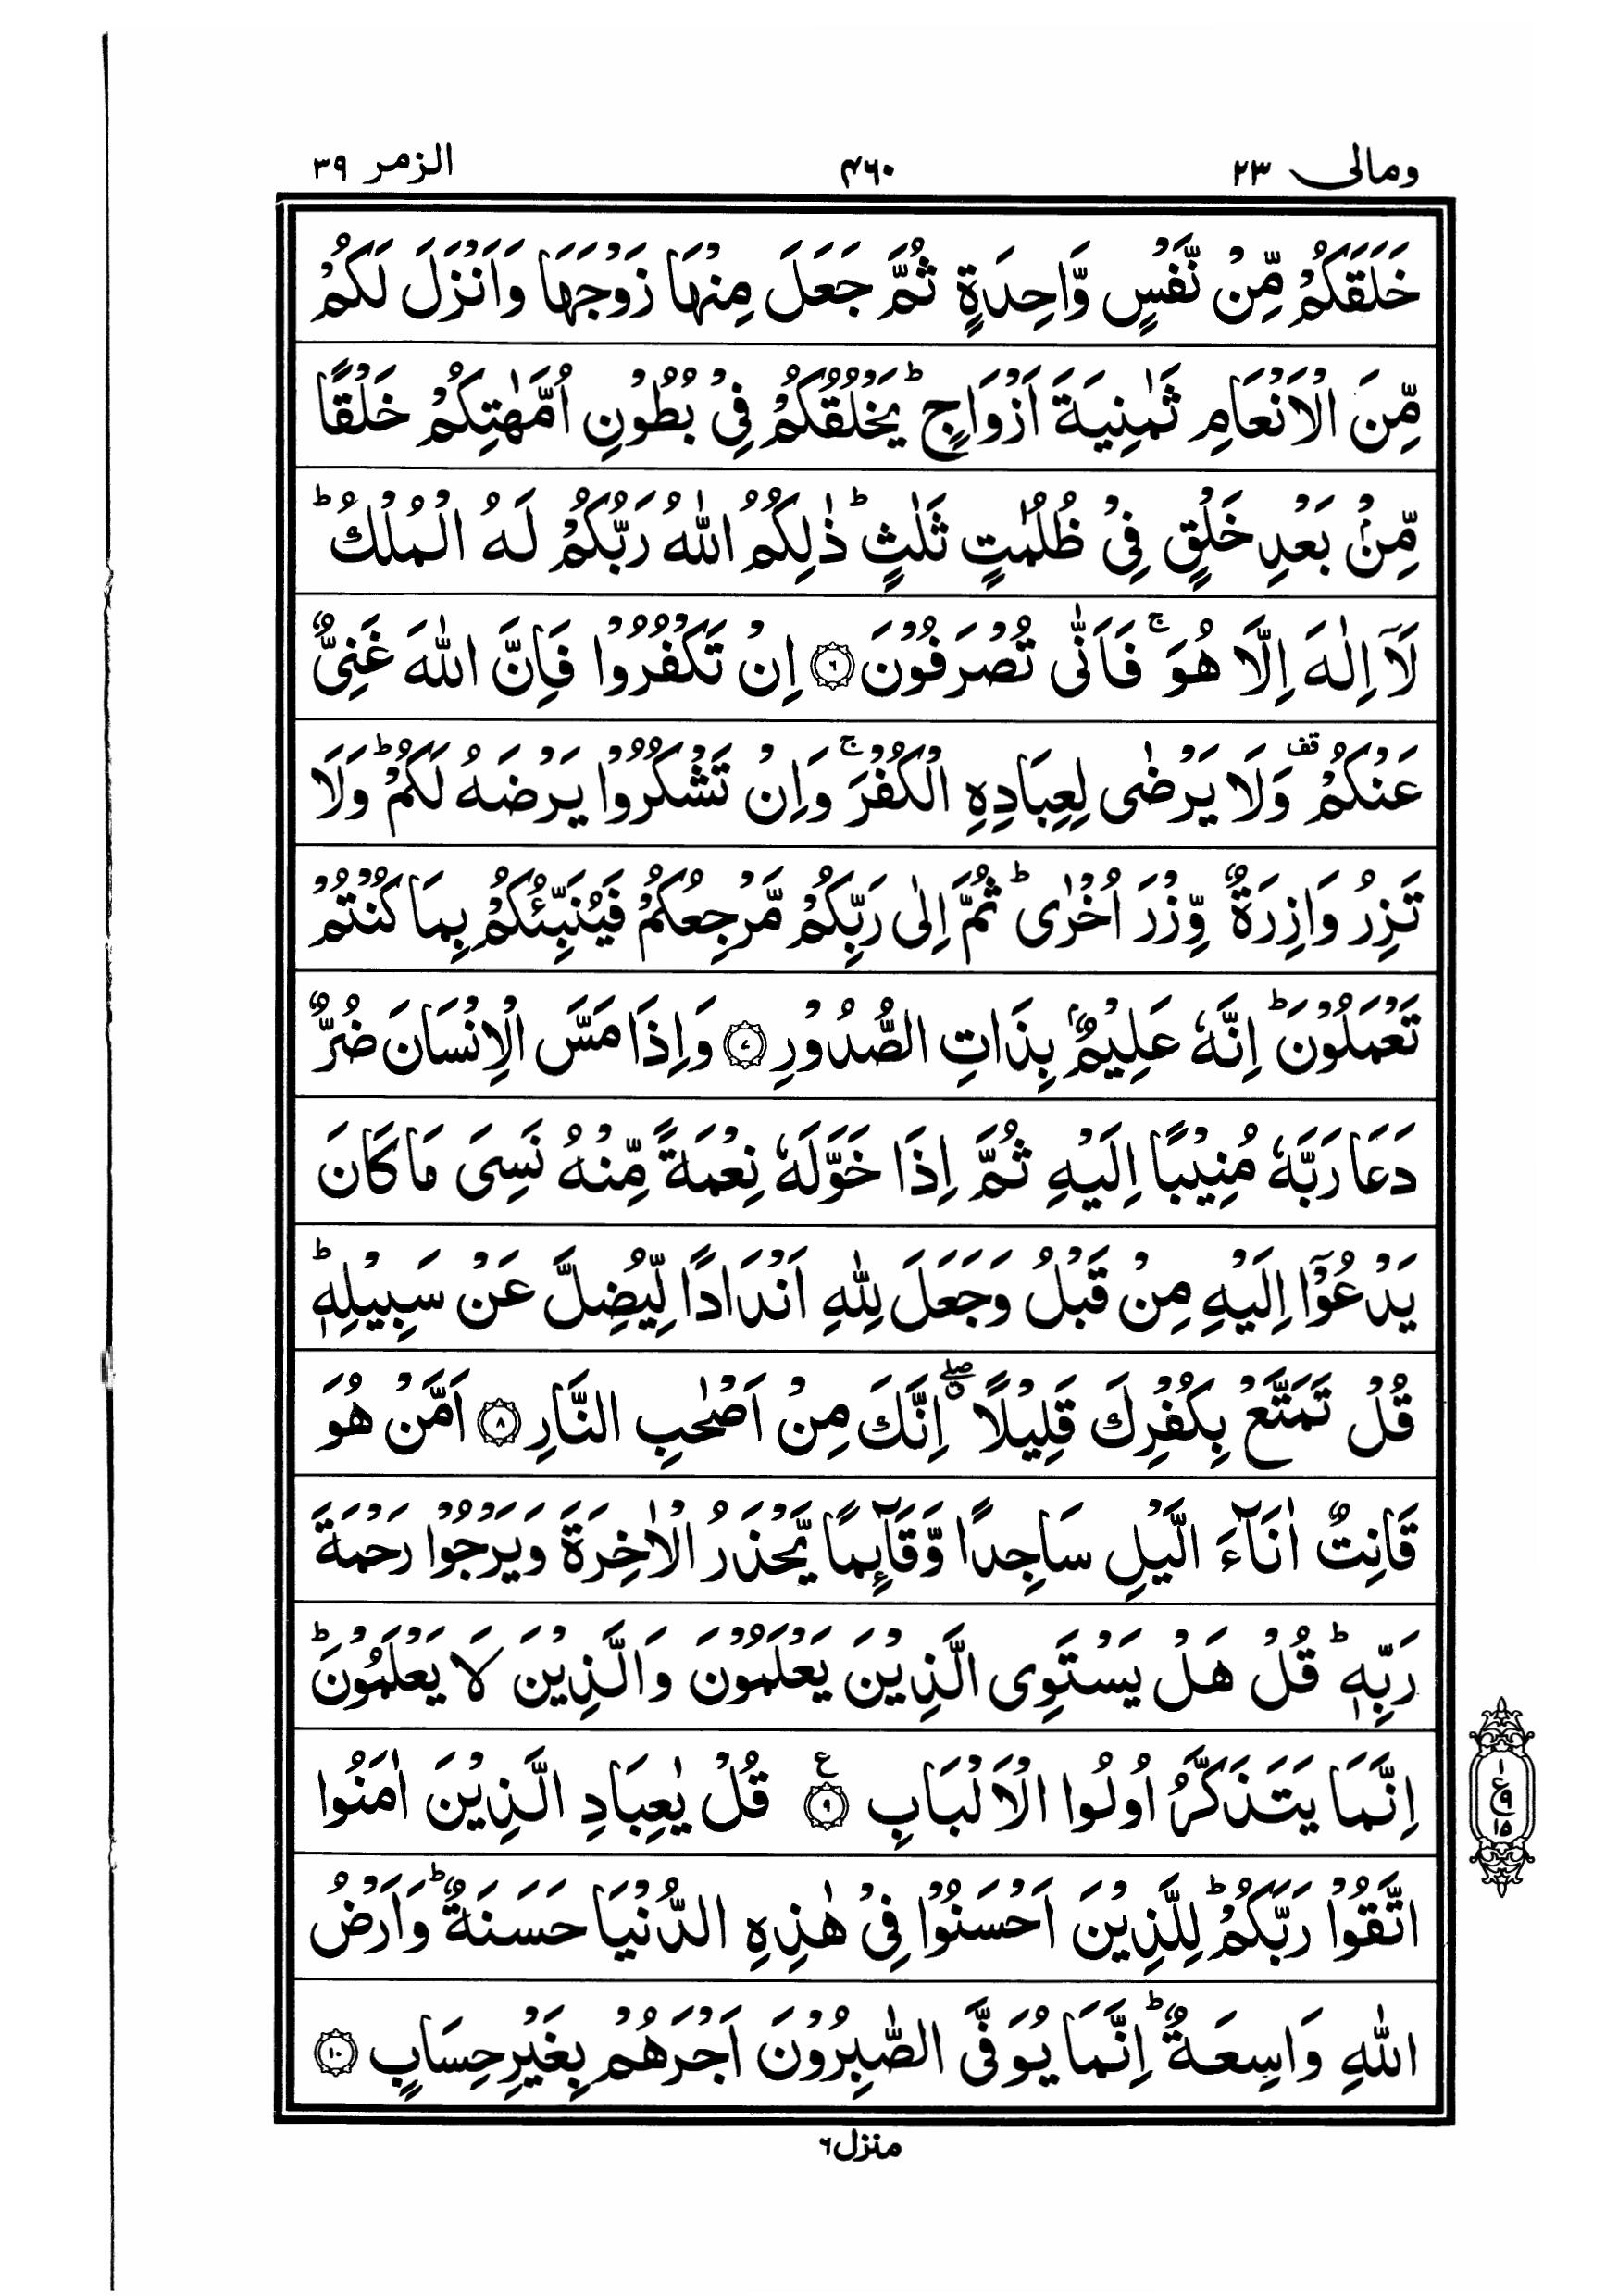 ومالی ۲۳
۴۶۰
الزمر ۳۹
خَلَقَكُمْ مِّنْ نَّفْسٍ وَّاحِدَةٍ ثُمَّ جَعَلَ مِنْهَا زَوْجَهَا وَاَنْزَلَ لَكُمْ
مِّنَ الْاَنْعَامِ ثَمٰنِيَةَ اَزْوَاجٍ ؕ يَخْلُقُكُمْ فِيْ بُطُوْنِ اُمَّهٰتِكُمْ خَلْقًا
مِّنْۢ بَعْدِ خَلْقٍ فِيْ ظُلُمٰتٍ ثَلٰثٍ ؕ ذٰلِكُمُ اللّٰهُ رَبُّكُمْ لَهُ الْمُلْكُ ؕ
لَاۤ اِلٰهَ اِلَّا هُوَ ۚ فَاَنّٰى تُصْرَفُوْنَ ۝۶ اِنْ تَكْفُرُوْا فَاِنَّ اللّٰهَ غَنِيٌّ
عَنْكُمْ قف وَلَا يَرْضٰى لِعِبَادِهِ الْكُفْرَ ۚ وَاِنْ تَشْكُرُوْا يَرْضَهُ لَكُمْ ؕ وَلَا
تَزِرُ وَازِرَةٌ وِّزْرَ اُخْرٰى ؕ ثُمَّ اِلٰى رَبِّكُمْ مَّرْجِعُكُمْ فَيُنَبِّئُكُمْ بِمَا كُنْتُمْ
تَعْمَلُوْنَ ؕ اِنَّهٗ عَلِيْمٌۢ بِذَاتِ الصُّدُوْرِ ۝۷ وَاِذَا مَسَّ الْاِنْسَانَ ضُرٌّ
دَعَا رَبَّهٗ مُنِيْبًا اِلَيْهِ ثُمَّ اِذَا خَوَّلَهٗ نِعْمَةً مِّنْهُ نَسِيَ مَا كَانَ
يَدْعُوْۤا اِلَيْهِ مِنْ قَبْلُ وَجَعَلَ لِلّٰهِ اَنْدَادًا لِّيُضِلَّ عَنْ سَبِيْلِهٖ ؕ
قُلْ تَمَتَّعْ بِكُفْرِكَ قَلِيْلًا ۖ اِنَّكَ مِنْ اَصْحٰبِ النَّارِ ۝۸ اَمَّنْ هُوَ
قَانِتٌ اٰنَآءَ الَّيْلِ سَاجِدًا وَّقَآئِمًا يَّحْذَرُ الْاٰخِرَةَ وَيَرْجُوْا رَحْمَةَ
رَبِّهٖ ؕ قُلْ هَلْ يَسْتَوِي الَّذِيْنَ يَعْلَمُوْنَ وَالَّذِيْنَ لَا يَعْلَمُوْنَ ؕ
اِنَّمَا يَتَذَكَّرُ اُولُوا الْاَلْبَابِ ۝۹ ع قُلْ يٰعِبَادِ الَّذِيْنَ اٰمَنُوا
اتَّقُوْا رَبَّكُمْ ؕ لِلَّذِيْنَ اَحْسَنُوْا فِيْ هٰذِهِ الدُّنْيَا حَسَنَةٌ ؕ وَاَرْضُ
اللّٰهِ وَاسِعَةٌ ؕ اِنَّمَا يُوَفَّى الصّٰبِرُوْنَ اَجْرَهُمْ بِغَيْرِ حِسَابٍ ۝۱۰
۱
ع۹
۱۵
منزل۶